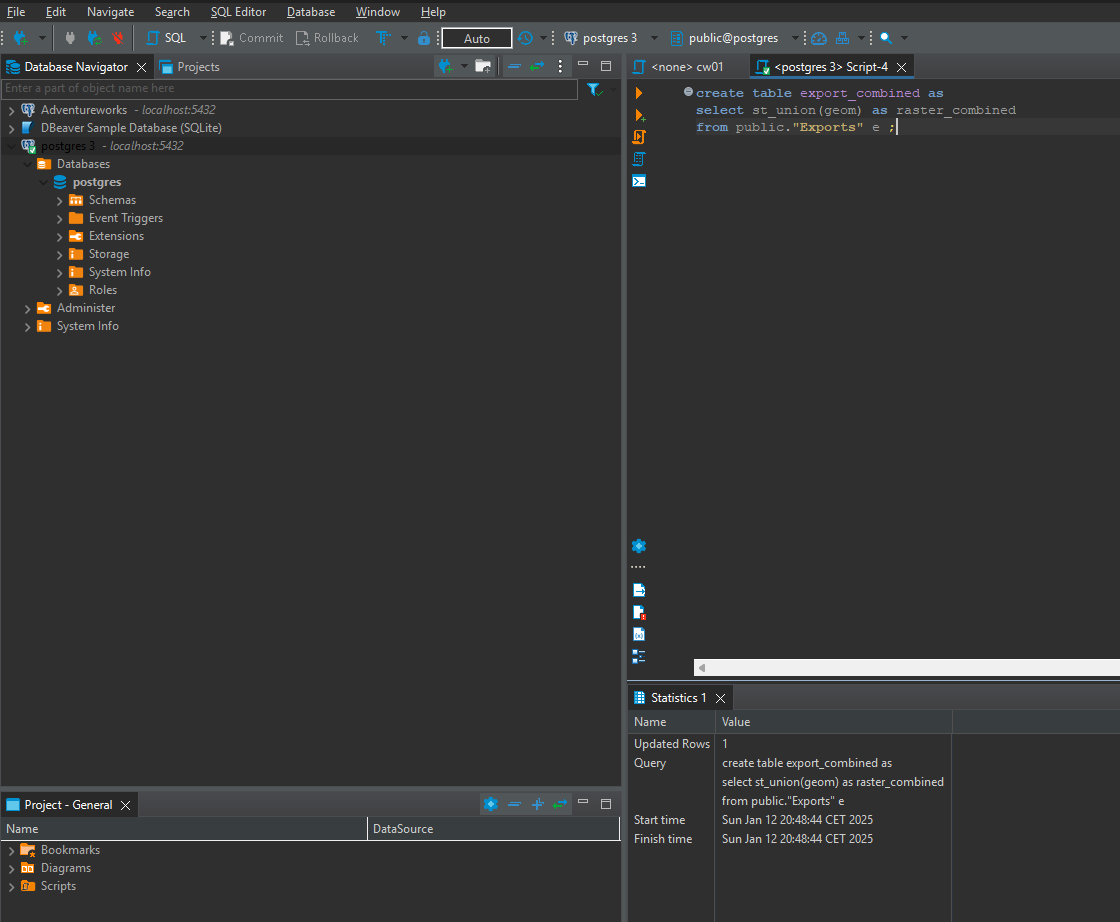 File Edit Navigate Search SQL Editor Database Window Help
SQL Commit Rollback Auto postgres 3 public@postgres
Database Navigator Projects
Enter a part of object name here
Adventureworks - localhost:5432
DBeaver Sample Database (SQLite)
postgres 3 - localhost:5432
Databases
postgres
Schemas
Event Triggers
Extensions
Storage
System Info
Roles
Administer
System Info
<none> cw01 <postgres 3> Script-4
create table export_combined as
select st_union(geom) as raster_combined
from public."Exports" e ;
Project - General
Name DataSource
Bookmarks
Diagrams
Scripts
Statistics 1
Name Value
Updated Rows 1
Query create table export_combined as
select st_union(geom) as raster_combined
from public."Exports" e
Start time Sun Jan 12 20:48:44 CET 2025
Finish time Sun Jan 12 20:48:44 CET 2025